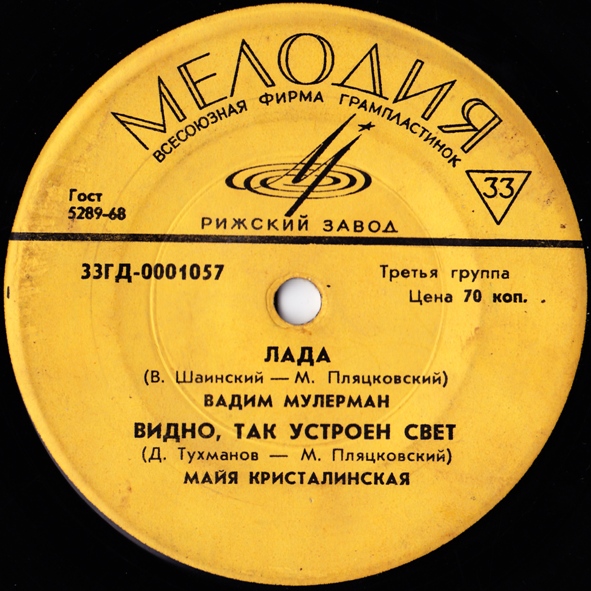 МЕЛОДИЯ
ВСЕСОЮЗНАЯ ФИРМА ГРАМПЛАСТИНОК
33
Гост
5289-68
РИЖСКИЙ ЗАВОД
33ГД-0001057
Третья группа
Цена 70 коп.
ЛАДА
(В. Шаинский — М. Пляцковский)
ВАДИМ МУЛЕРМАН
ВИДНО, ТАК УСТРОЕН СВЕТ
(Д. Тухманов — М. Пляцковский)
МАЙЯ КРИСТАЛИНСКАЯ